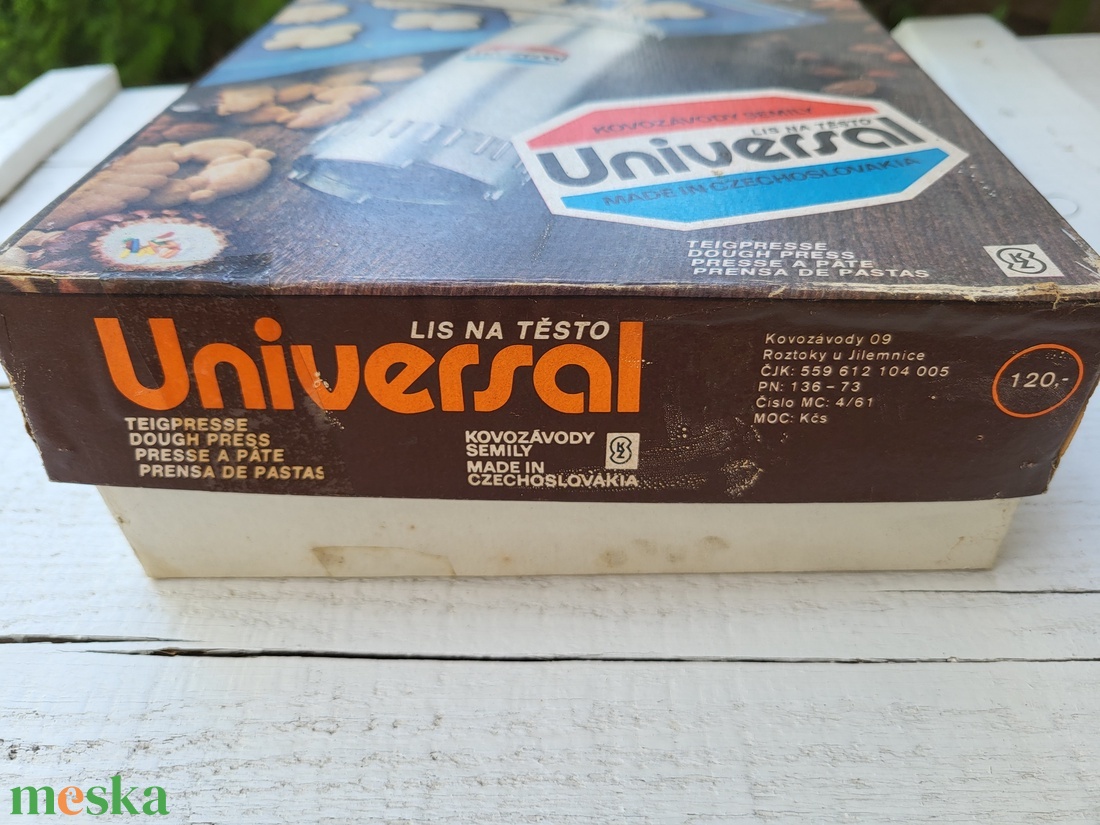 KOVOZÁVODY SEMILY
LIS NA TĚSTO
Universal
MADE IN CZECHOSLOVAKIA
TEIGPRESSE
DOUGH PRESS
PRESSE A PÂTE
PRENSA DE PASTAS
LIS NA TĚSTO
Universal
TEIGPRESSE
DOUGH PRESS
PRESSE A PÂTE
PRENSA DE PASTAS
KOVOZÁVODY
SEMILY
MADE IN
CZECHOSLOVAKIA
Kovozávody 09
Roztoky u Jilemnice
ČJK: 559 612 104 005
PN: 136 – 73
Číslo MC: 4/61
MOC: Kčs
120,-
meska